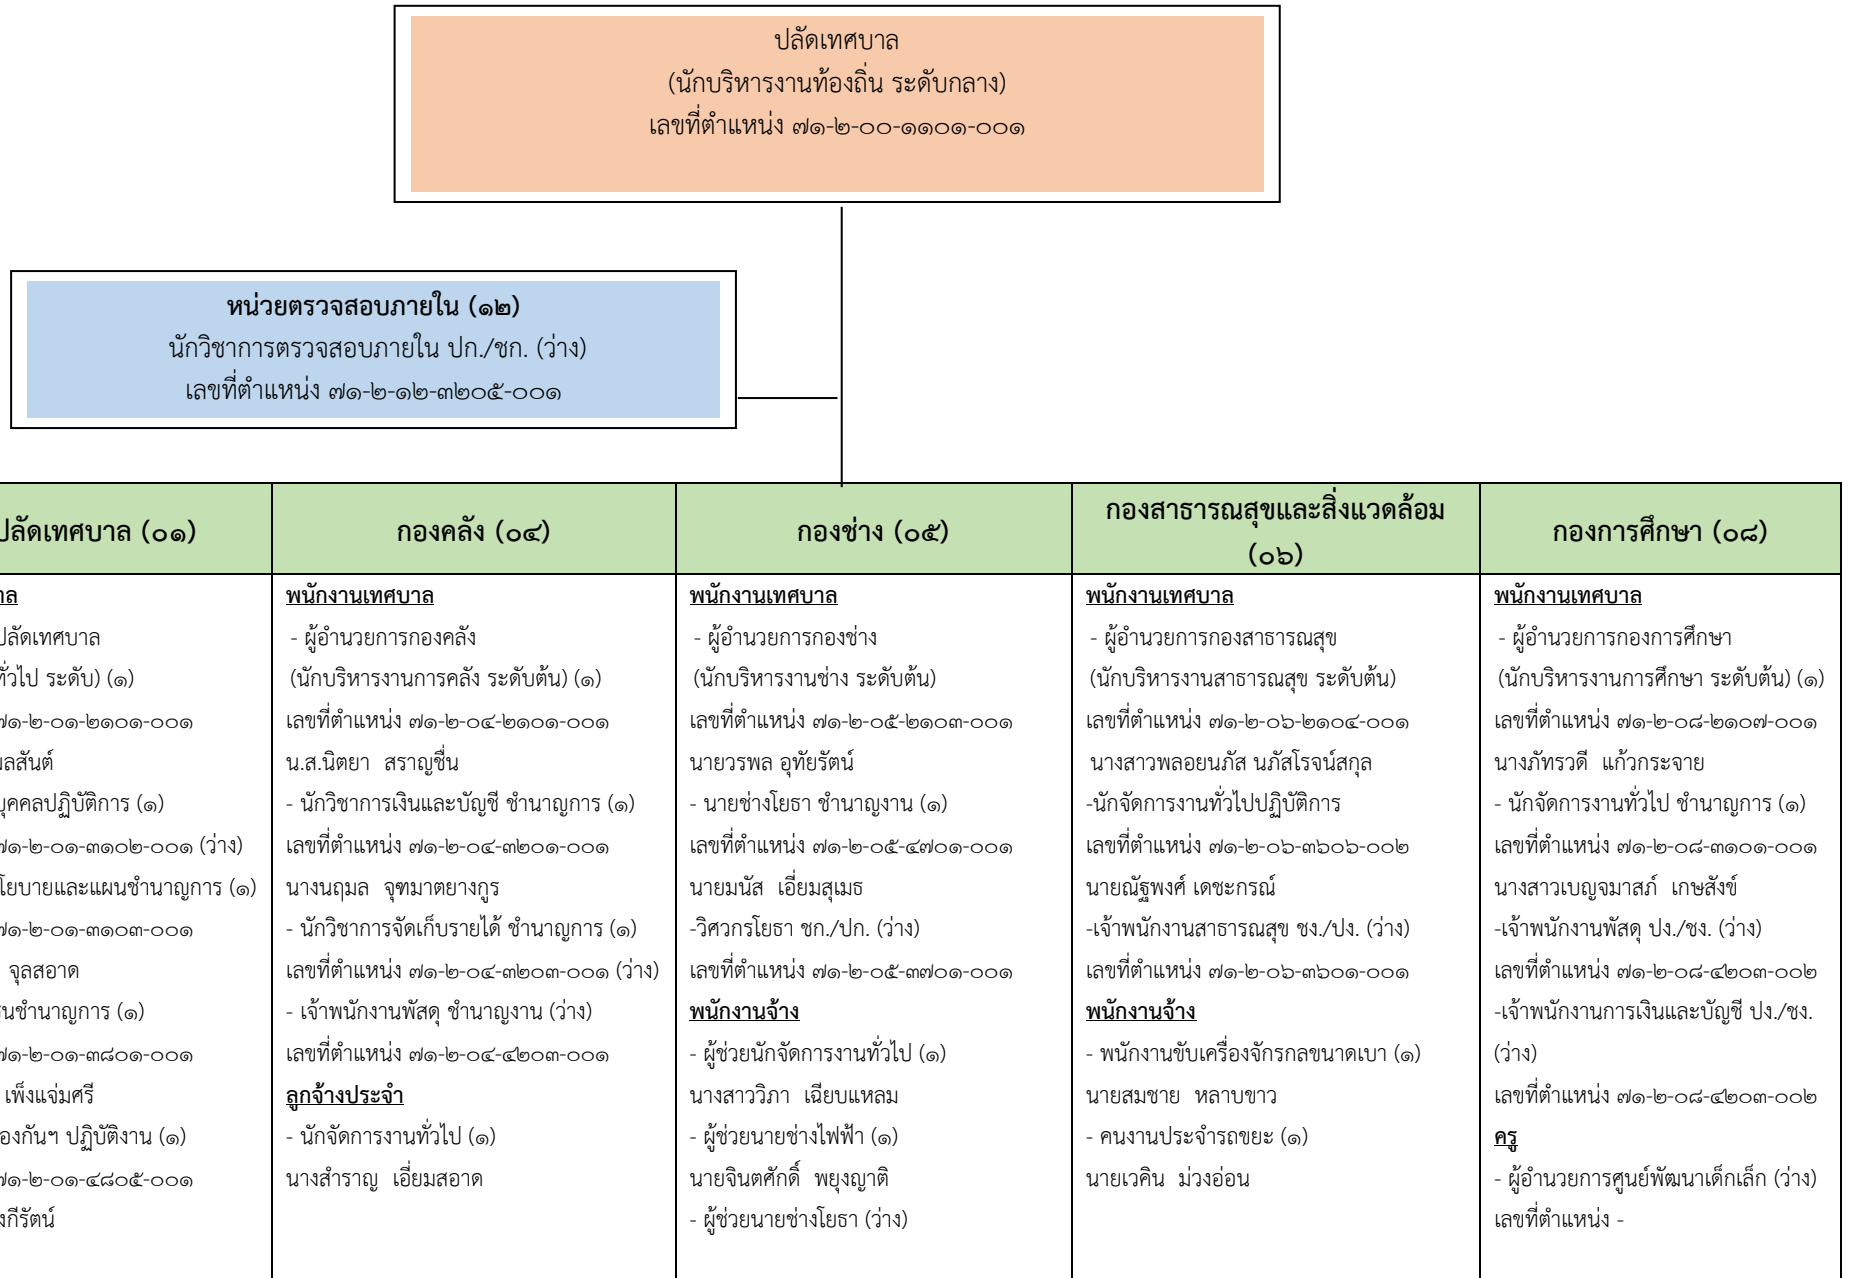 ปลัดเทศบาล
(นักบริหารงานท้องถิ่น ระดับกลาง)
เลขที่ตำแหน่ง ๗๑-๒-๐๐-๑๑๐๑-๐๐๑
หน่วยตรวจสอบภายใน (๑๒)
นักวิชาการตรวจสอบภายใน ปก./ชก. (ว่าง)
เลขที่ตำแหน่ง ๗๑-๒-๑๒-๓๒๐๕-๐๐๑
ปลัดเทศบาล (๐๑)
ปลัดเทศบาล
ทั่วไป ระดับ) (๑)
๗๑-๒-๐๑-๒๑๐๑-๐๐๑
มลสันต์
บุคคลปฏิบัติการ (๑)
๗๑-๒-๐๑-๓๑๐๒-๐๐๑ (ว่าง)
โยบายและแผนชำนาญการ (๑)
๗๑-๒-๐๑-๓๑๐๓-๐๐๑
จุลสอาด
ชนชำนาญการ (๑)
๗๑-๒-๐๑-๓๘๐๑-๐๐๑
เพ็งแจ่มศรี
องกันฯ ปฏิบัติงาน (๑)
๗๑-๒-๐๑-๔๘๐๕-๐๐๑
งกีรัตน์
กองคลัง (๐๔)
พนักงานเทศบาล
- ผู้อำนวยการกองคลัง
(นักบริหารงานการคลัง ระดับต้น) (๑)
เลขที่ตำแหน่ง ๗๑-๒-๐๔-๒๑๐๑-๐๐๑
น.ส.นิตยา สราญชื่น
- นักวิชาการเงินและบัญชี ชำนาญการ (๑)
เลขที่ตำแหน่ง ๗๑-๒-๐๔-๓๒๐๑-๐๐๑
นางนฤมล จุฑมาตยางกูร
- นักวิชาการจัดเก็บรายได้ ชำนาญการ (๑)
เลขที่ตำแหน่ง ๗๑-๒-๐๔-๓๒๐๓-๐๐๑ (ว่าง)
- เจ้าพนักงานพัสดุ ชำนาญงาน (ว่าง)
เลขที่ตำแหน่ง ๗๑-๒-๐๔-๔๒๐๓-๐๐๑
ลูกจ้างประจำ
- นักจัดการงานทั่วไป (๑)
นางสำราญ เอี่ยมสอาด
กองช่าง (๐๕)
พนักงานเทศบาล
- ผู้อำนวยการกองช่าง
(นักบริหารงานช่าง ระดับต้น)
เลขที่ตำแหน่ง ๗๑-๒-๐๕-๒๑๐๓-๐๐๑
นายวรพล อุทัยรัตน์
- นายช่างโยธา ชำนาญงาน (๑)
เลขที่ตำแหน่ง ๗๑-๒-๐๕-๔๗๐๑-๐๐๑
นายมนัส เอี่ยมสุเมธ
-วิศวกรโยธา ชก./ปก. (ว่าง)
เลขที่ตำแหน่ง ๗๑-๒-๐๕-๓๗๐๑-๐๐๑
พนักงานจ้าง
- ผู้ช่วยนักจัดการงานทั่วไป (๑)
นางสาววิภา เฉียบแหลม
- ผู้ช่วยนายช่างไฟฟ้า (๑)
นายจินตศักดิ์ พยุงญาติ
- ผู้ช่วยนายช่างโยธา (ว่าง)
กองสาธารณสุขและสิ่งแวดล้อม
(๐๖)
พนักงานเทศบาล
- ผู้อำนวยการกองสาธารณสุข
(นักบริหารงานสาธารณสุข ระดับต้น)
เลขที่ตำแหน่ง ๗๑-๒-๐๖-๒๑๐๔-๐๐๑
นางสาวพลอยนภัส นภัสโรจน์สกุล
-นักจัดการงานทั่วไปปฏิบัติการ
เลขที่ตำแหน่ง ๗๑-๒-๐๖-๓๖๐๖-๐๐๒
นายณัฐพงศ์ เดชะกรณ์
-เจ้าพนักงานสาธารณสุข ชง./ปง. (ว่าง)
เลขที่ตำแหน่ง ๗๑-๒-๐๖-๓๖๐๑-๐๐๑
พนักงานจ้าง
- พนักงานขับเครื่องจักรกลขนาดเบา (๑)
นายสมชาย หลาบขาว
- คนงานประจำรถขยะ (๑)
นายเวคิน ม่วงอ่อน
กองการศึกษา (๐๘)
พนักงานเทศบาล
- ผู้อำนวยการกองการศึกษา
(นักบริหารงานการศึกษา ระดับต้น) (๑)
เลขที่ตำแหน่ง ๗๑-๒-๐๘-๒๑๐๗-๐๐๑
นางภัทรวดี แก้วกระจาย
- นักจัดการงานทั่วไป ชำนาญการ (๑)
เลขที่ตำแหน่ง ๗๑-๒-๐๘-๓๑๐๑-๐๐๑
นางสาวเบญจมาสภ์ เกษสังข์
-เจ้าพนักงานพัสดุ ปง./ชง. (ว่าง)
เลขที่ตำแหน่ง ๗๑-๒-๐๘-๔๒๐๓-๐๐๒
-เจ้าพนักงานการเงินและบัญชี ปง./ชง.
(ว่าง)
เลขที่ตำแหน่ง ๗๑-๒-๐๘-๔๒๐๓-๐๐๒
ครู
- ผู้อำนวยการศูนย์พัฒนาเด็กเล็ก (ว่าง)
เลขที่ตำแหน่ง -